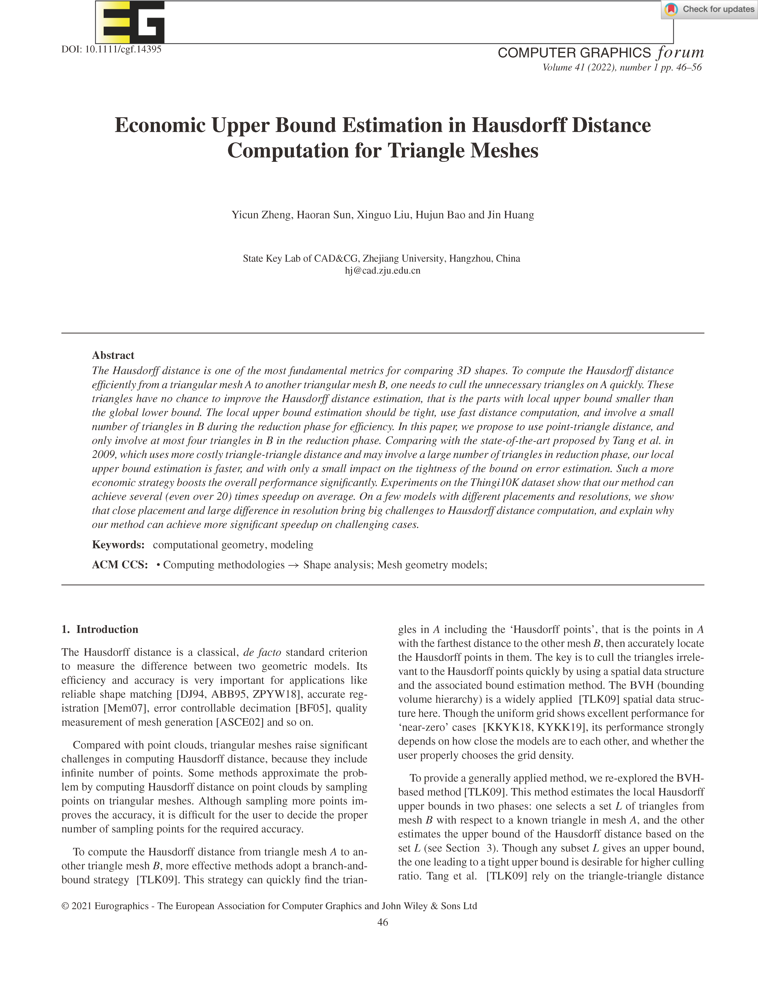 EG
Check for updates
DOI: 10.1111/cgf.14395
COMPUTER GRAPHICS forum
Volume 41 (2022), number 1 pp. 46–56
Economic Upper Bound Estimation in Hausdorff Distance
Computation for Triangle Meshes
Yicun Zheng, Haoran Sun, Xinguo Liu, Hujun Bao and Jin Huang
State Key Lab of CAD&CG, Zhejiang University, Hangzhou, China
hj@cad.zju.edu.cn
Abstract
The Hausdorff distance is one of the most fundamental metrics for comparing 3D shapes. To compute the Hausdorff distance
efficiently from a triangular mesh A to another triangular mesh B, one needs to cull the unnecessary triangles on A quickly. These
triangles have no chance to improve the Hausdorff distance estimation, that is the parts with local upper bound smaller than
the global lower bound. The local upper bound estimation should be tight, use fast distance computation, and involve a small
number of triangles in B during the reduction phase for efficiency. In this paper, we propose to use point-triangle distance, and
only involve at most four triangles in B in the reduction phase. Comparing with the state-of-the-art proposed by Tang et al. in
2009, which uses more costly triangle-triangle distance and may involve a large number of triangles in reduction phase, our local
upper bound estimation is faster, and with only a small impact on the tightness of the bound on error estimation. Such a more
economic strategy boosts the overall performance significantly. Experiments on the Thingi10K dataset show that our method can
achieve several (even over 20) times speedup on average. On a few models with different placements and resolutions, we show
that close placement and large difference in resolution bring big challenges to Hausdorff distance computation, and explain why
our method can achieve more significant speedup on challenging cases.
Keywords: computational geometry, modeling
ACM CCS: • Computing methodologies → Shape analysis; Mesh geometry models;
1. Introduction
The Hausdorff distance is a classical, de facto standard criterion
to measure the difference between two geometric models. Its
efficiency and accuracy is very important for applications like
reliable shape matching [DJ94, ABB95, ZPYW18], accurate reg-
istration [Mem07], error controllable decimation [BF05], quality
measurement of mesh generation [ASCE02] and so on.
Compared with point clouds, triangular meshes raise significant
challenges in computing Hausdorff distance, because they include
infinite number of points. Some methods approximate the prob-
lem by computing Hausdorff distance on point clouds by sampling
points on triangular meshes. Although sampling more points im-
proves the accuracy, it is difficult for the user to decide the proper
number of sampling points for the required accuracy.
To compute the Hausdorff distance from triangle mesh A to an-
other triangle mesh B, more effective methods adopt a branch-and-
bound strategy [TLK09]. This strategy can quickly find the trian-
gles in A including the ‘Hausdorff points’, that is the points in A
with the farthest distance to the other mesh B, then accurately locate
the Hausdorff points in them. The key is to cull the triangles irrele-
vant to the Hausdorff points quickly by using a spatial data structure
and the associated bound estimation method. The BVH (bounding
volume hierarchy) is a widely applied [TLK09] spatial data struc-
ture here. Though the uniform grid shows excellent performance for
‘near-zero’ cases [KKYK18, KYKK19], its performance strongly
depends on how close the models are to each other, and whether the
user properly chooses the grid density.
To provide a generally applied method, we re-explored the BVH-
based method [TLK09]. This method estimates the local Hausdorff
upper bounds in two phases: one selects a set L of triangles from
mesh B with respect to a known triangle in mesh A, and the other
estimates the upper bound of the Hausdorff distance based on the
set L (see Section 3). Though any subset L gives an upper bound,
the one leading to a tight upper bound is desirable for higher culling
ratio. Tang et al. [TLK09] rely on the triangle-triangle distance
© 2021 Eurographics - The European Association for Computer Graphics and John Wiley & Sons Ltd
46